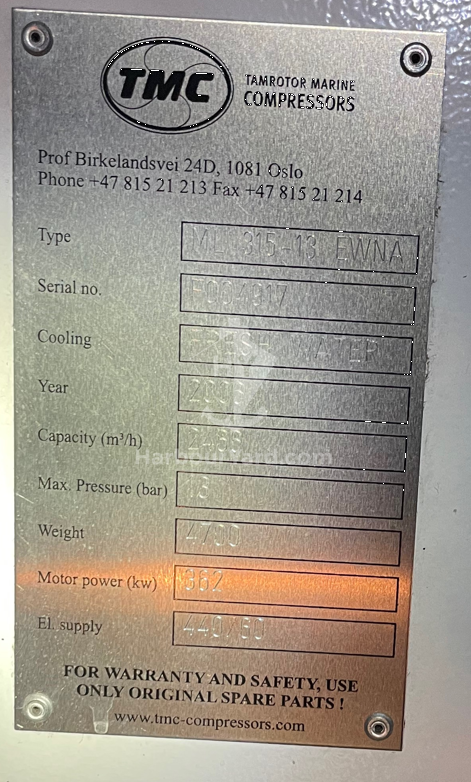 TMC
TAMROTOR MARINE
COMPRESSORS
Prof Birkelandsvei 24D, 1081 Oslo
Phone +47 815 21 213 Fax +47 815 21 214
Type ML 315-13 EWNA
Serial no.
Cooling FRESH WATER
Year
Capacity (m³/h)
Max. Pressure (bar) 13
Weight 4700
Motor power (kw) 362
El. supply
FOR WARRANTY AND SAFETY, USE
ONLY ORIGINAL SPARE PARTS !
www.tmc-compressors.com